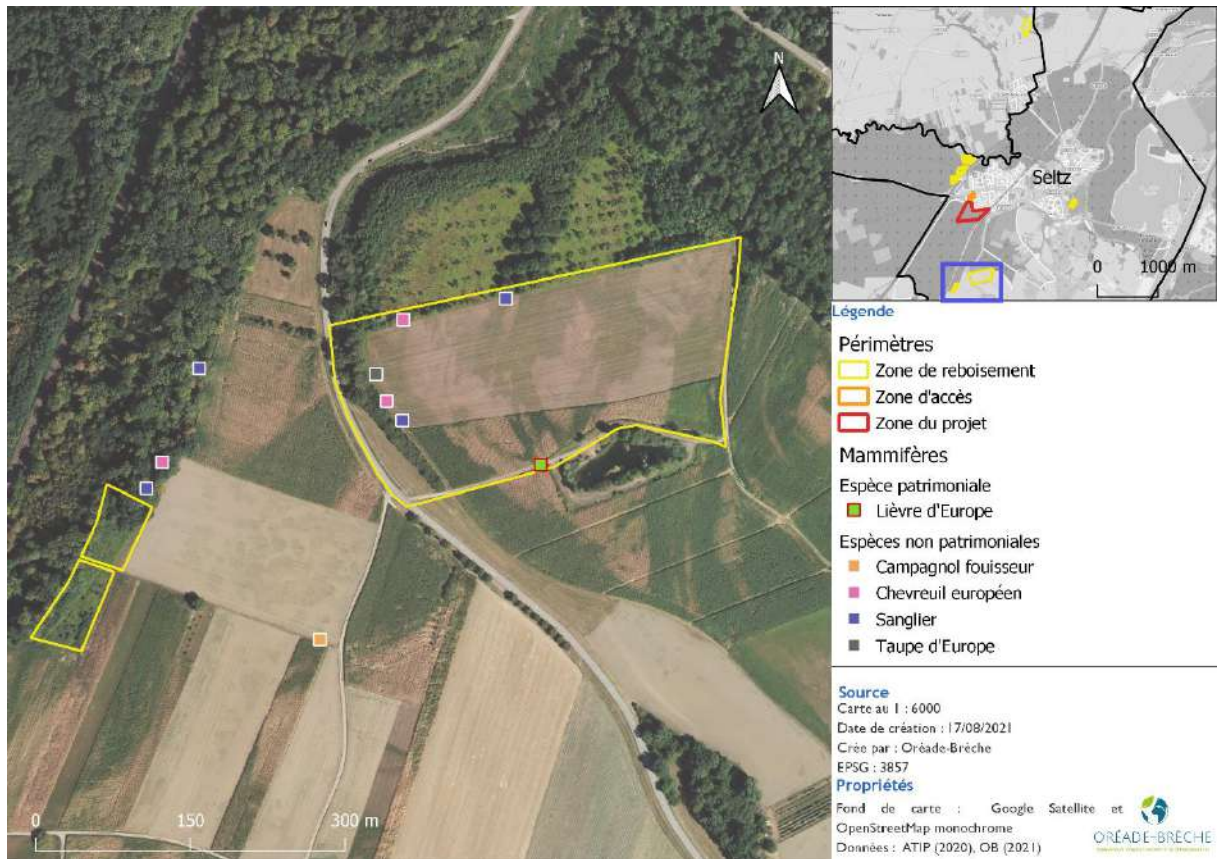 N
0 150 300 m
Seltz
0 1000 m
Légende
Périmètres
Zone de reboisement
Zone d'accès
Zone du projet
Mammifères
Espèce patrimoniale
Lièvre d'Europe
Espèces non patrimoniales
Campagnol fouisseur
Chevreuil européen
Sanglier
Taupe d'Europe
Source
Carte au 1 : 6000
Date de création : 17/08/2021
Crée par : Oréade-Brèche
EPSG : 3857
Propriétés
Fond de carte : Google Satellite et
OpenStreetMap monochrome
Données : ATIP (2020), OB (2021)
ORÉADE-BRÈCHE